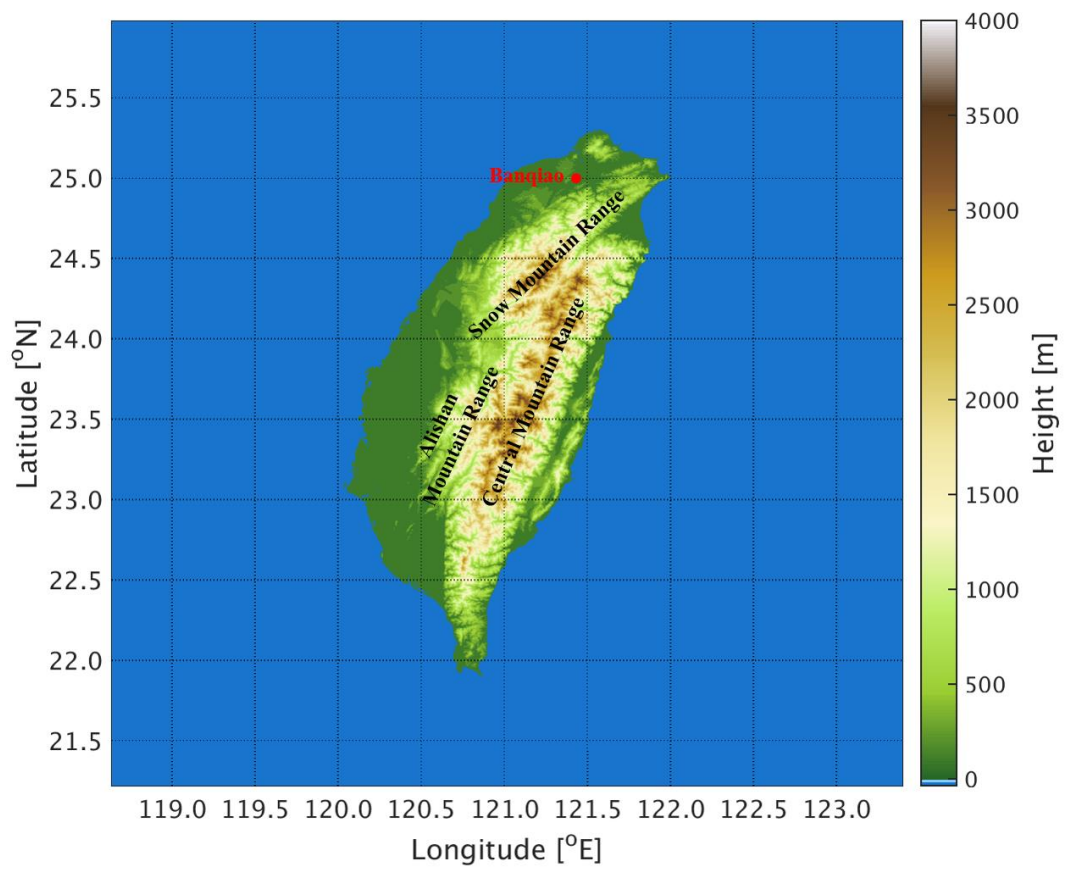 25.5
25.0
24.5
24.0
23.5
23.0
22.5
22.0
21.5
Latitude [°N]
119.0 119.5 120.0 120.5 121.0 121.5 122.0 122.5 123.0
Longitude [°E]
Banqiao
Snow Mountain Range
Central Mountain Range
Alishan
Mountain Range
4000
3500
3000
2500
2000
1500
1000
500
0
Height [m]